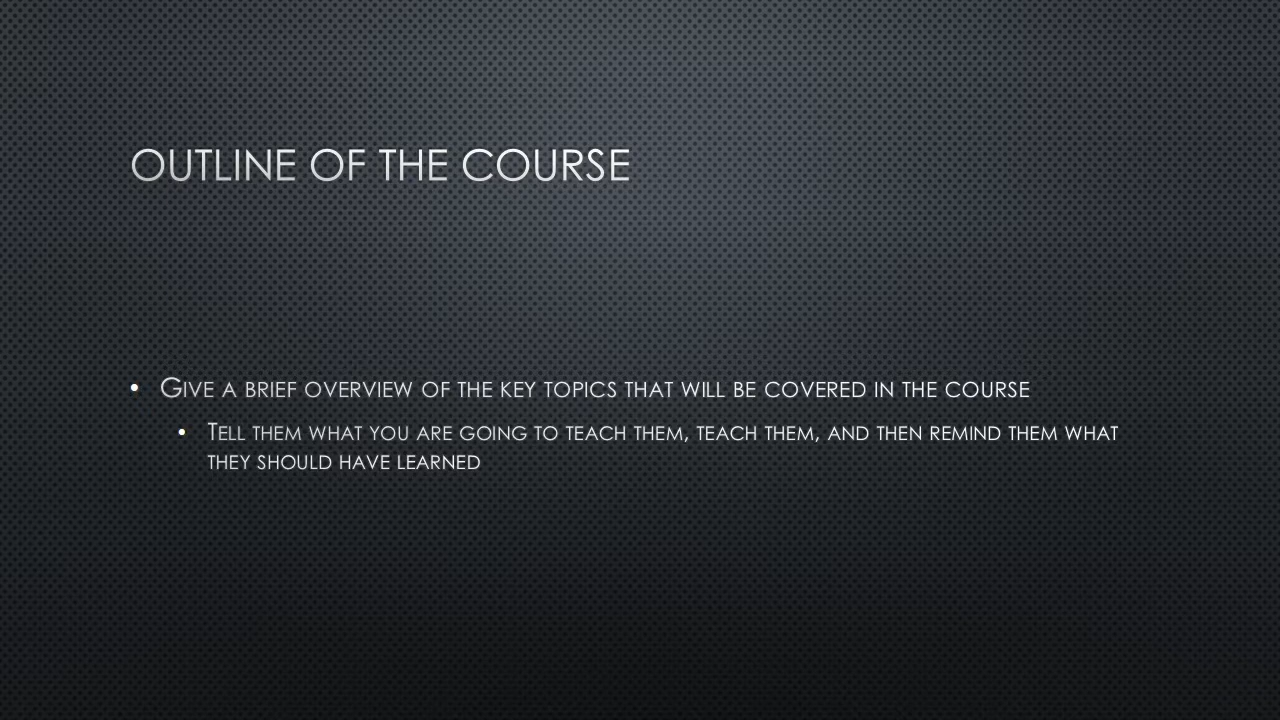 OUTLINE OF THE COURSE
• GIVE A BRIEF OVERVIEW OF THE KEY TOPICS THAT WILL BE COVERED IN THE COURSE
• TELL THEM WHAT YOU ARE GOING TO TEACH THEM, TEACH THEM, AND THEN REMIND THEM WHAT
THEY SHOULD HAVE LEARNED